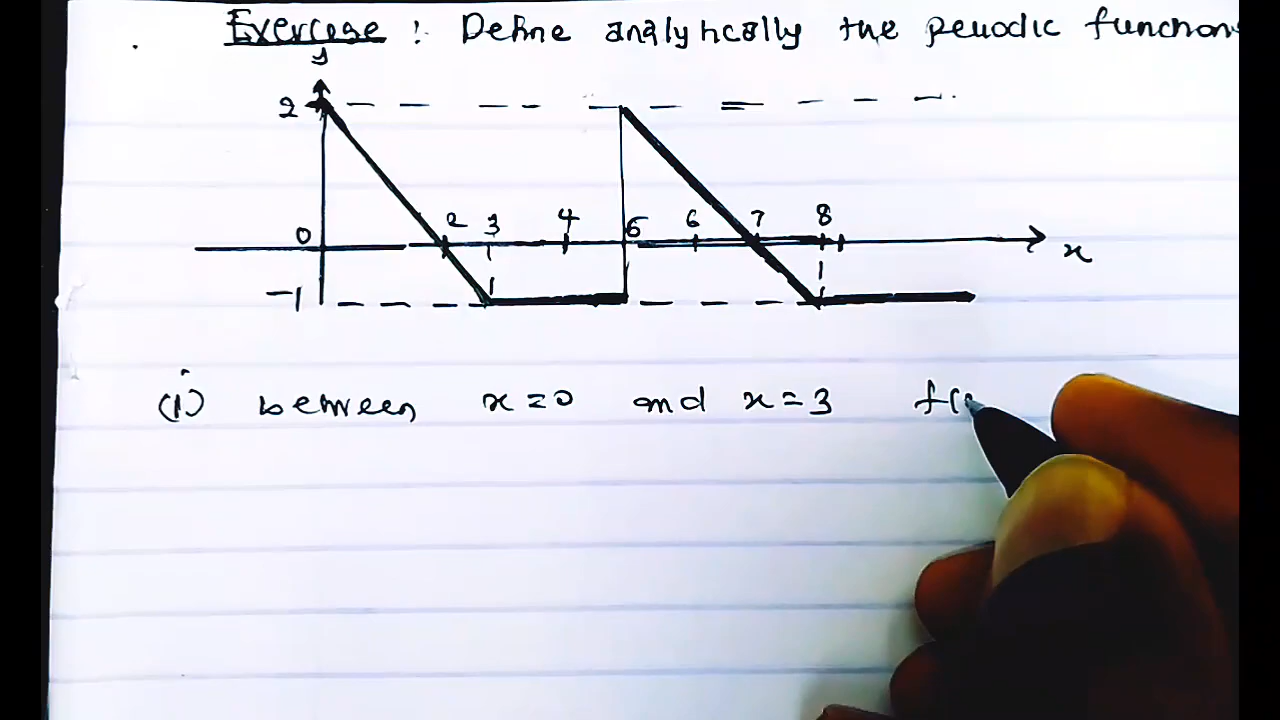 Exercise : Define analytically the periodic function
y
2
0 2 3 4 5 6 7 8
x
-1
(i) between x=0 and x=3 f(